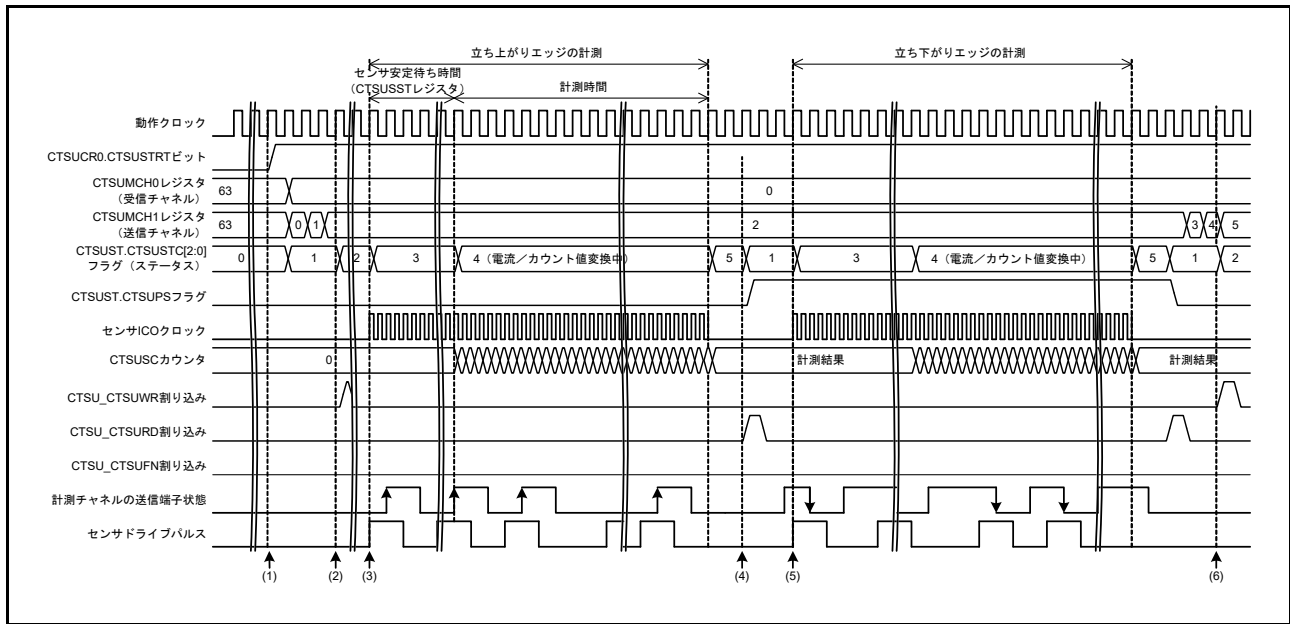 立ち上がりエッジの計測
立ち下がりエッジの計測
センサ安定待ち時間
(CTSUSSTレジスタ)
計測時間
動作クロック
CTSUCR0.CTSUSTRTビット
CTSUMCH0レジスタ
(受信チャネル)
63
0
CTSUMCH1レジスタ
(送信チャネル)
63
0
1
2
3
4
5
CTSUST.CTSUSTC[2:0]
フラグ(ステータス)
0
1
2
3
4(電流/カウント値変換中)
5
1
3
4(電流/カウント値変換中)
5
1
2
CTSUST.CTSUPSフラグ
センサICOクロック
CTSUSCカウンタ
0
計測結果
計測結果
CTSU_CTSUWR割り込み
CTSU_CTSURD割り込み
CTSU_CTSUFN割り込み
計測チャネルの送信端子状態
センサドライブパルス
(1)
(2)
(3)
(4)
(5)
(6)